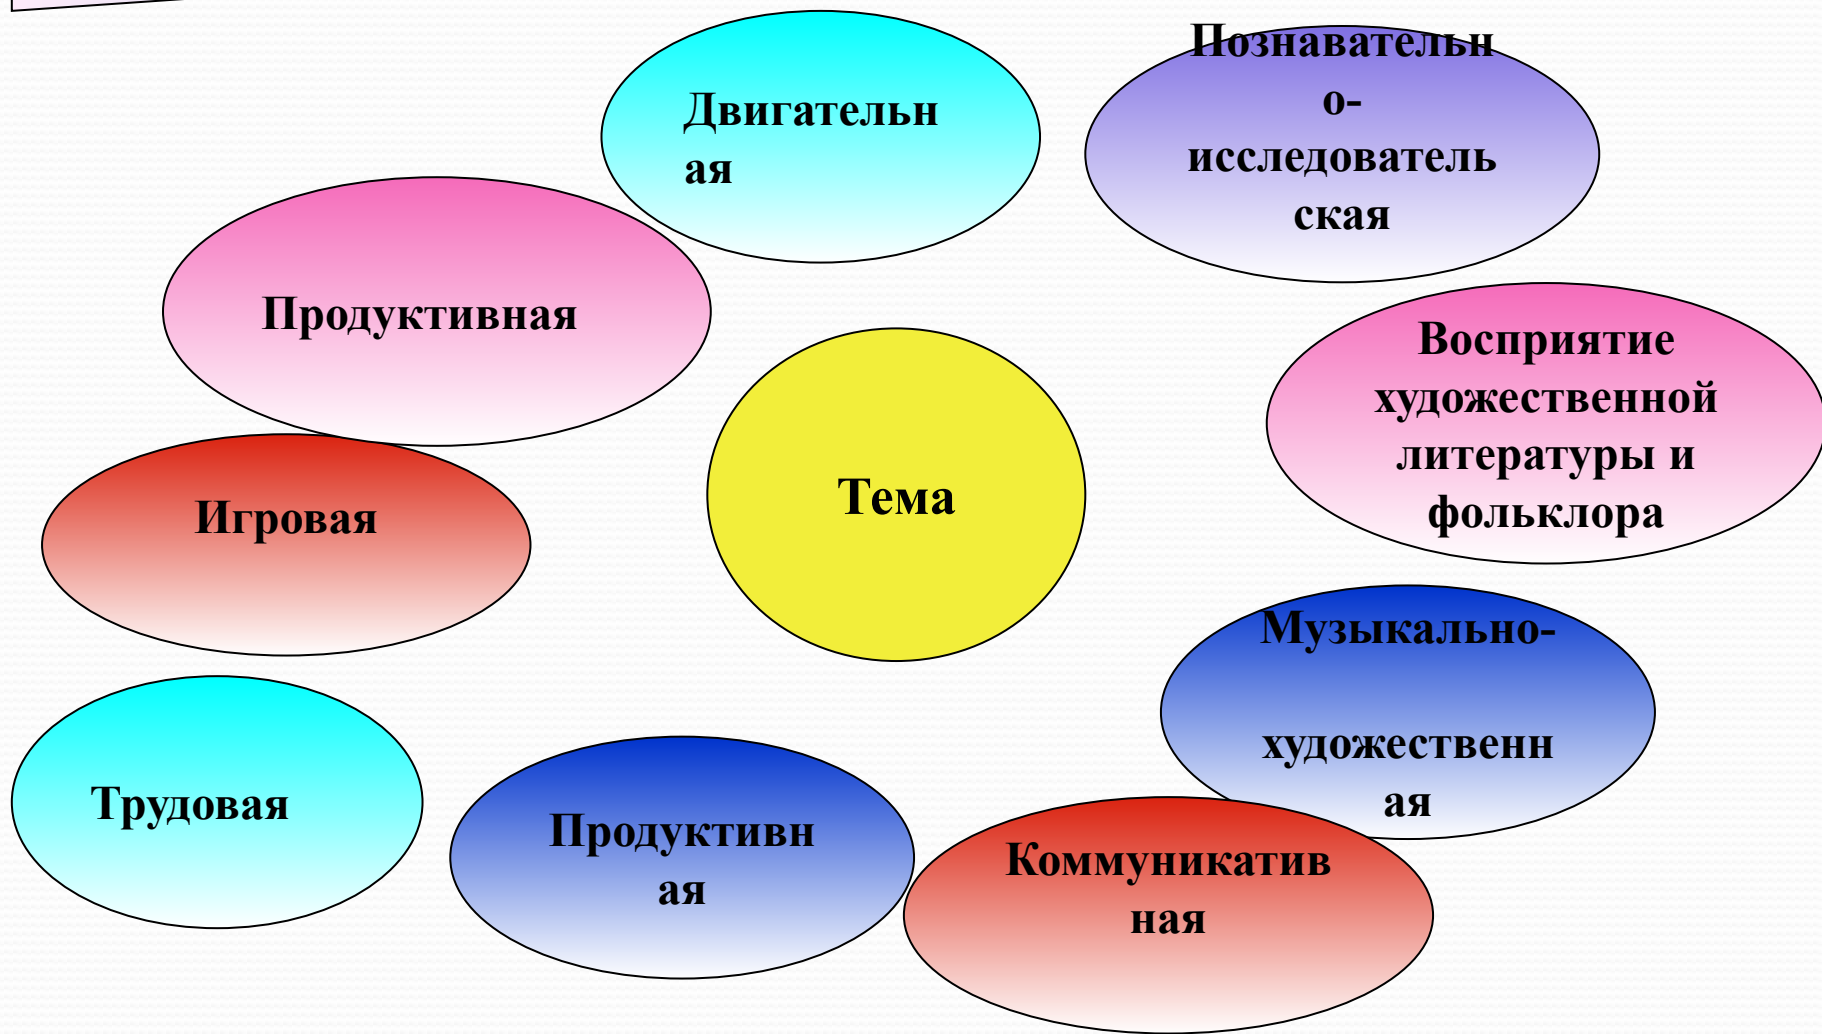 Познавательн
о-
исследователь
ская
Двигательн
ая
Продуктивная
Восприятие
художественной
литературы и
фольклора
Тема
Игровая
Музыкально-
художественн
ая
Трудовая
Продуктивн
ая
Коммуникатив
ная